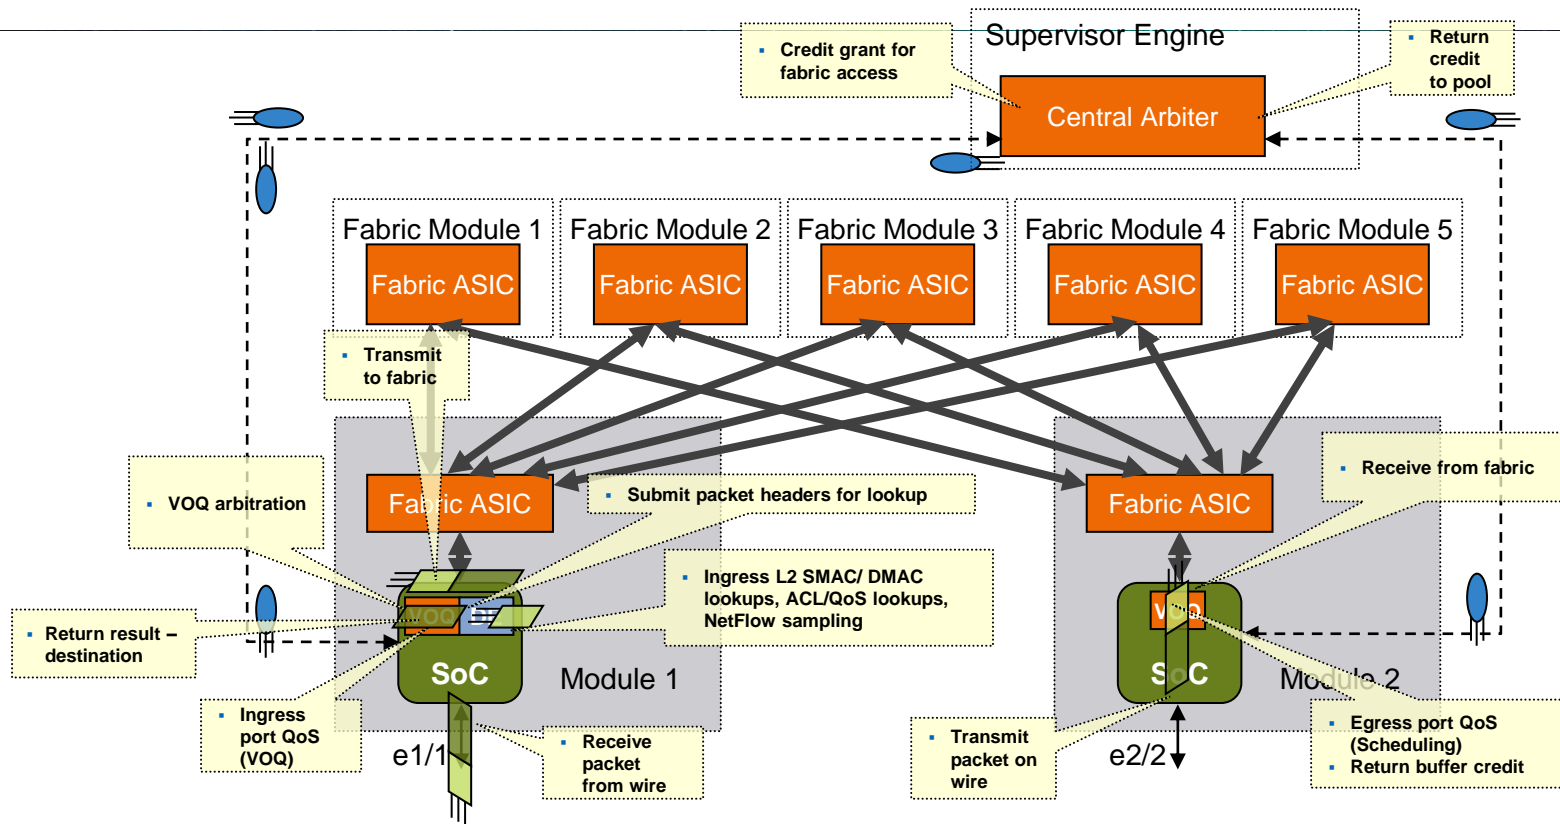 Supervisor Engine
Credit grant for
fabric access
Return
credit
to pool
Central Arbiter
Fabric Module 1
Fabric Module 2
Fabric Module 3
Fabric Module 4
Fabric Module 5
Fabric ASIC
Fabric ASIC
Fabric ASIC
Fabric ASIC
Fabric ASIC
Transmit
to fabric
VOQ arbitration
Fabric ASIC
Submit packet headers for lookup
Fabric ASIC
Receive from fabric
Ingress L2 SMAC/ DMAC
lookups, ACL/QoS lookups,
NetFlow sampling
Return result –
destination
VOQ
SoC
Module 1
VOQ
SoC
Module 2
Ingress
port QoS
(VOQ)
e1/1
Receive
packet
from wire
Transmit
packet on
wire
e2/2
Egress port QoS
(Scheduling)
Return buffer credit